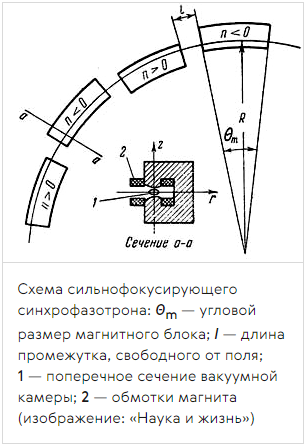 l
n<0
n>0
n<0
n>0
a
a
R
Θm
2
1
z
r
Сечение а-а
Схема сильнофокусирующего
синхрофазотрона: Θm — угловой
размер магнитного блока; l — длина
промежутка, свободного от поля;
1 — поперечное сечение вакуумной
камеры; 2 — обмотки магнита
(изображение: «Наука и жизнь»)